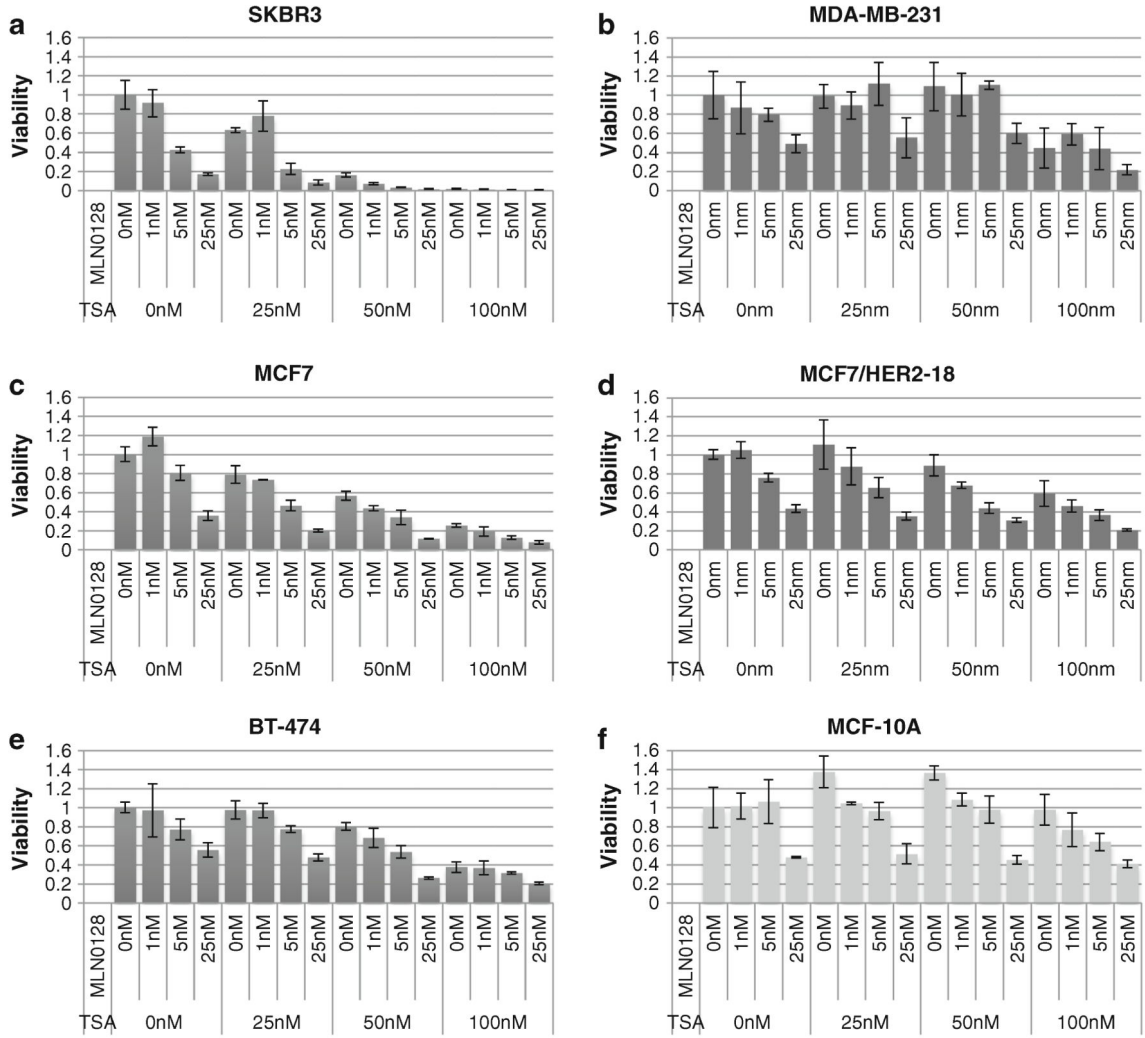 a SKBR3
Viability
1.6
1.4
1.2
1
0.8
0.6
0.4
0.2
0
MLN0128 0nM 1nM 5nM 25nM 0nM 1nM 5nM 25nM 0nM 1nM 5nM 25nM 0nM 1nM 5nM 25nM
TSA 0nM 25nM 50nM 100nM
b MDA-MB-231
Viability
1.6
1.4
1.2
1
0.8
0.6
0.4
0.2
0
MLN0128 0nm 1nm 5nm 25nm 0nm 1nm 5nm 25nm 0nm 1nm 5nm 25nm 0nm 1nm 5nm 25nm
TSA 0nm 25nm 50nm 100nm
c MCF7
Viability
1.6
1.4
1.2
1
0.8
0.6
0.4
0.2
0
MLN0128 0nM 1nM 5nM 25nM 0nM 1nM 5nM 25nM 0nM 1nM 5nM 25nM 0nM 1nM 5nM 25nM
TSA 0nM 25nM 50nM 100nM
d MCF7/HER2-18
Viability
1.6
1.4
1.2
1
0.8
0.6
0.4
0.2
0
MLN0128 0nm 1nm 5nm 25nm 0nm 1nm 5nm 25nm 0nm 1nm 5nm 25nm 0nm 1nm 5nm 25nm
TSA 0nm 25nm 50nm 100nm
e BT-474
Viability
1.6
1.4
1.2
1
0.8
0.6
0.4
0.2
0
MLN0128 0nM 1nM 5nM 25nM 0nM 1nM 5nM 25nM 0nM 1nM 5nM 25nM 0nM 1nM 5nM 25nM
TSA 0nM 25nM 50nM 100nM
f MCF-10A
Viability
1.6
1.4
1.2
1
0.8
0.6
0.4
0.2
0
MLN0128 0nM 1nM 5nM 25nM 0nM 1nM 5nM 25nM 0nM 1nM 5nM 25nM 0nM 1nM 5nM 25nM
TSA 0nM 25nM 50nM 100nM